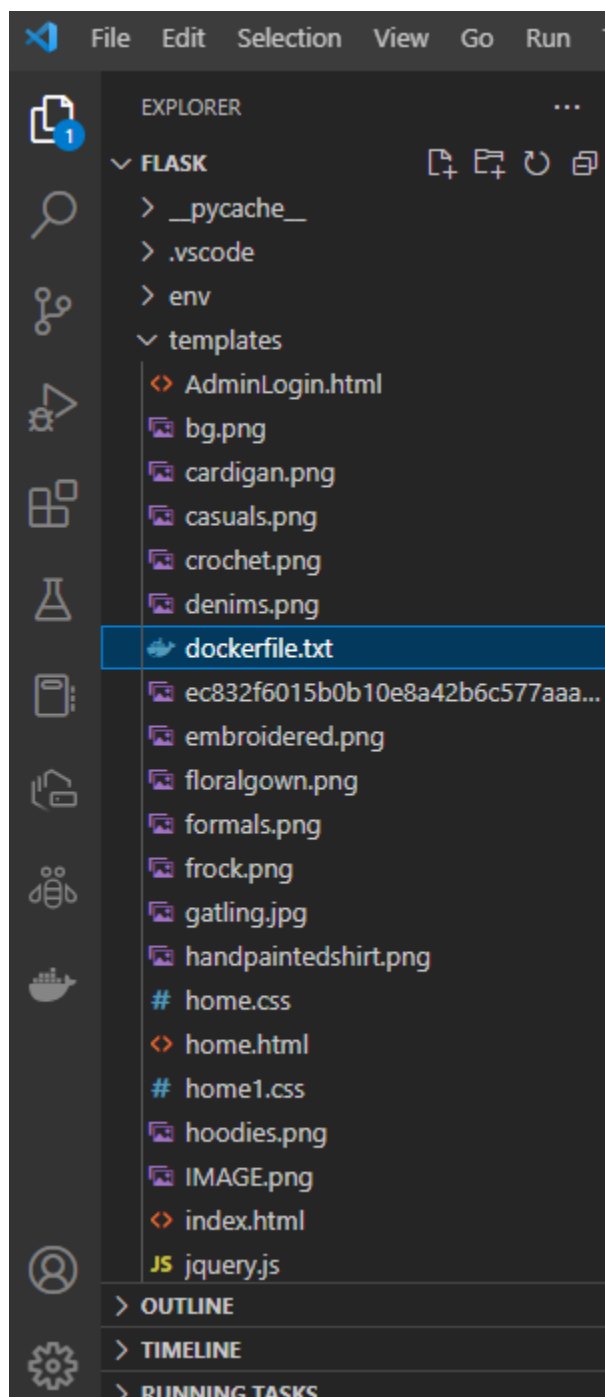 File Edit Selection View Go Run
EXPLORER ...
1
FLASK
__pycache__
.vscode
env
templates
<> AdminLogin.html
bg.png
cardigan.png
casuals.png
crochet.png
denims.png
dockerfile.txt
ec832f6015b0b10e8a42b6c577aaa...
embroidered.png
floralgown.png
formals.png
frock.png
gatling.jpg
handpaintedshirt.png
# home.css
<> home.html
# home1.css
hoodies.png
IMAGE.png
<> index.html
JS jquery.js
OUTLINE
TIMELINE
RUNNING TASKS